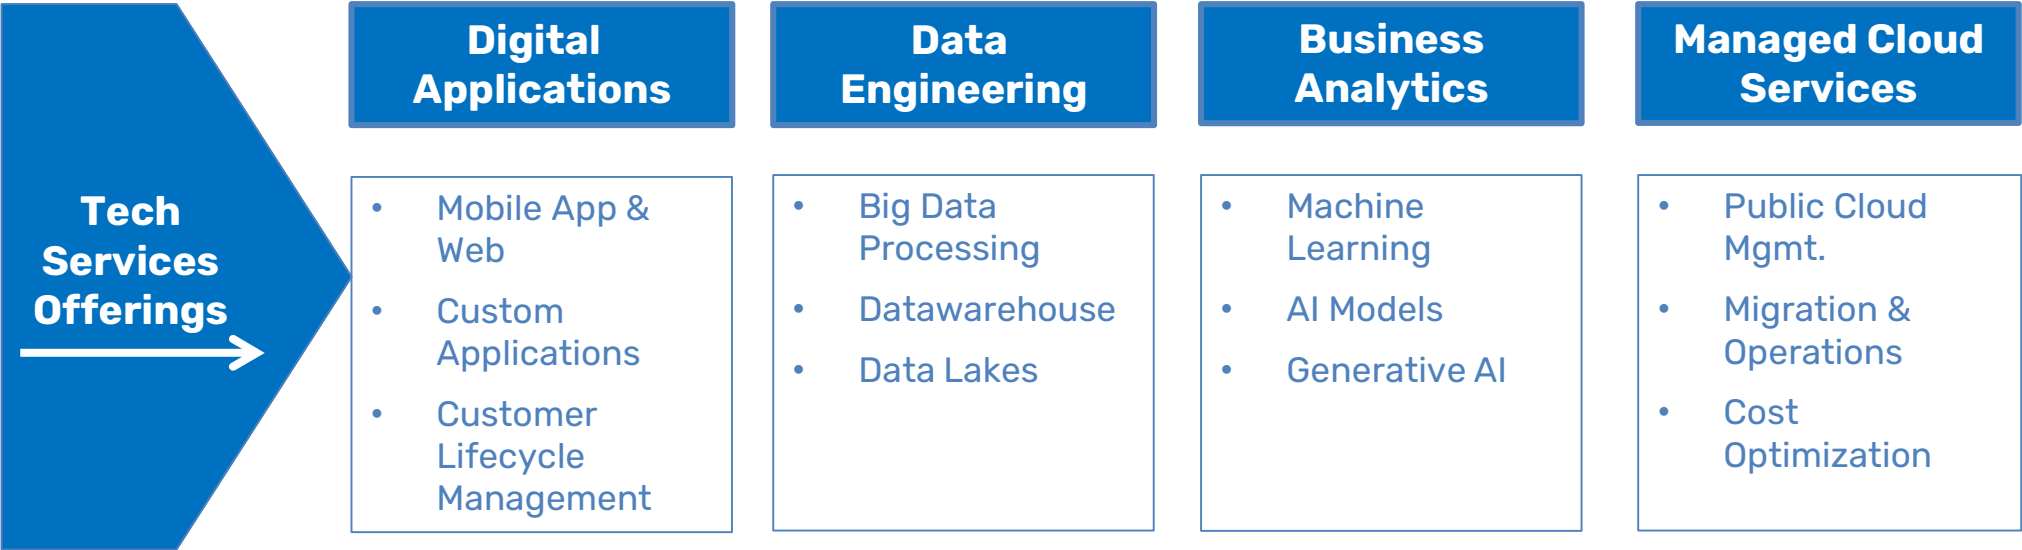 Tech
Services
Offerings
Digital
Applications
• Mobile App &
Web
• Custom
Applications
• Customer
Lifecycle
Management
Data
Engineering
• Big Data
Processing
• Datawarehouse
• Data Lakes
Business
Analytics
• Machine
Learning
• AI Models
• Generative AI
Managed Cloud
Services
• Public Cloud
Mgmt.
• Migration &
Operations
• Cost
Optimization